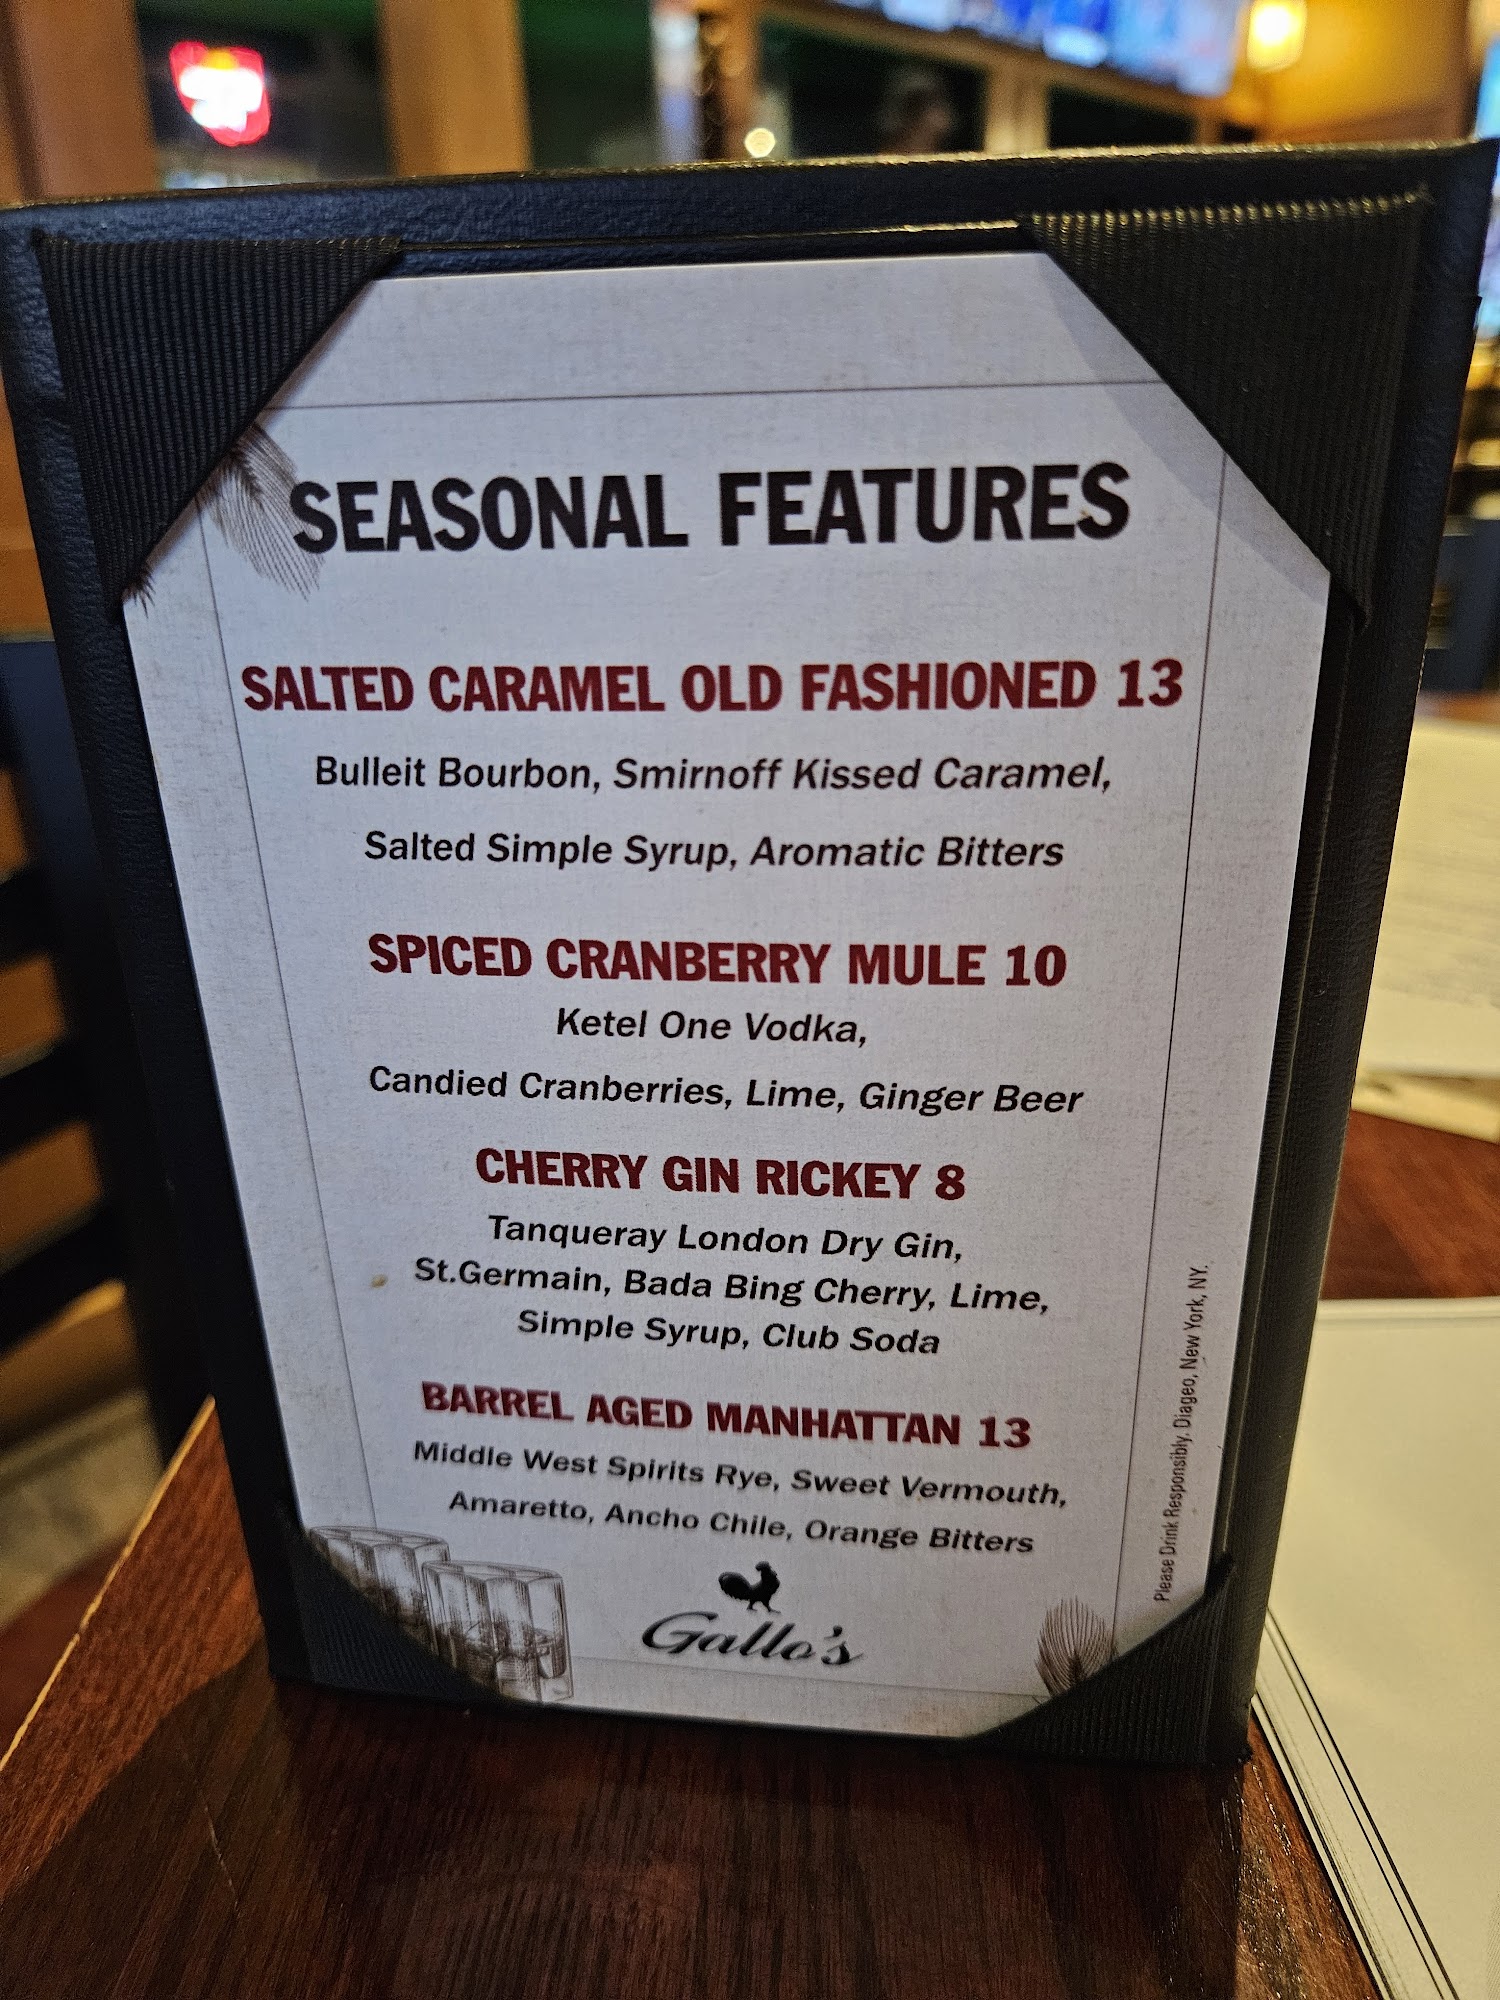 SEASONAL FEATURES
SALTED CARAMEL OLD FASHIONED 13
Bulleit Bourbon, Smirnoff Kissed Caramel,
Salted Simple Syrup, Aromatic Bitters
SPICED CRANBERRY MULE 10
Ketel One Vodka,
Candied Cranberries, Lime, Ginger Beer
CHERRY GIN RICKEY 8
Tanqueray London Dry Gin,
St.Germain, Bada Bing Cherry, Lime,
Simple Syrup, Club Soda
BARREL AGED MANHATTAN 13
Middle West Spirits Rye, Sweet Vermouth,
Amaretto, Ancho Chile, Orange Bitters
Gallo's
Please Drink Responsibly. Diageo, New York, NY.